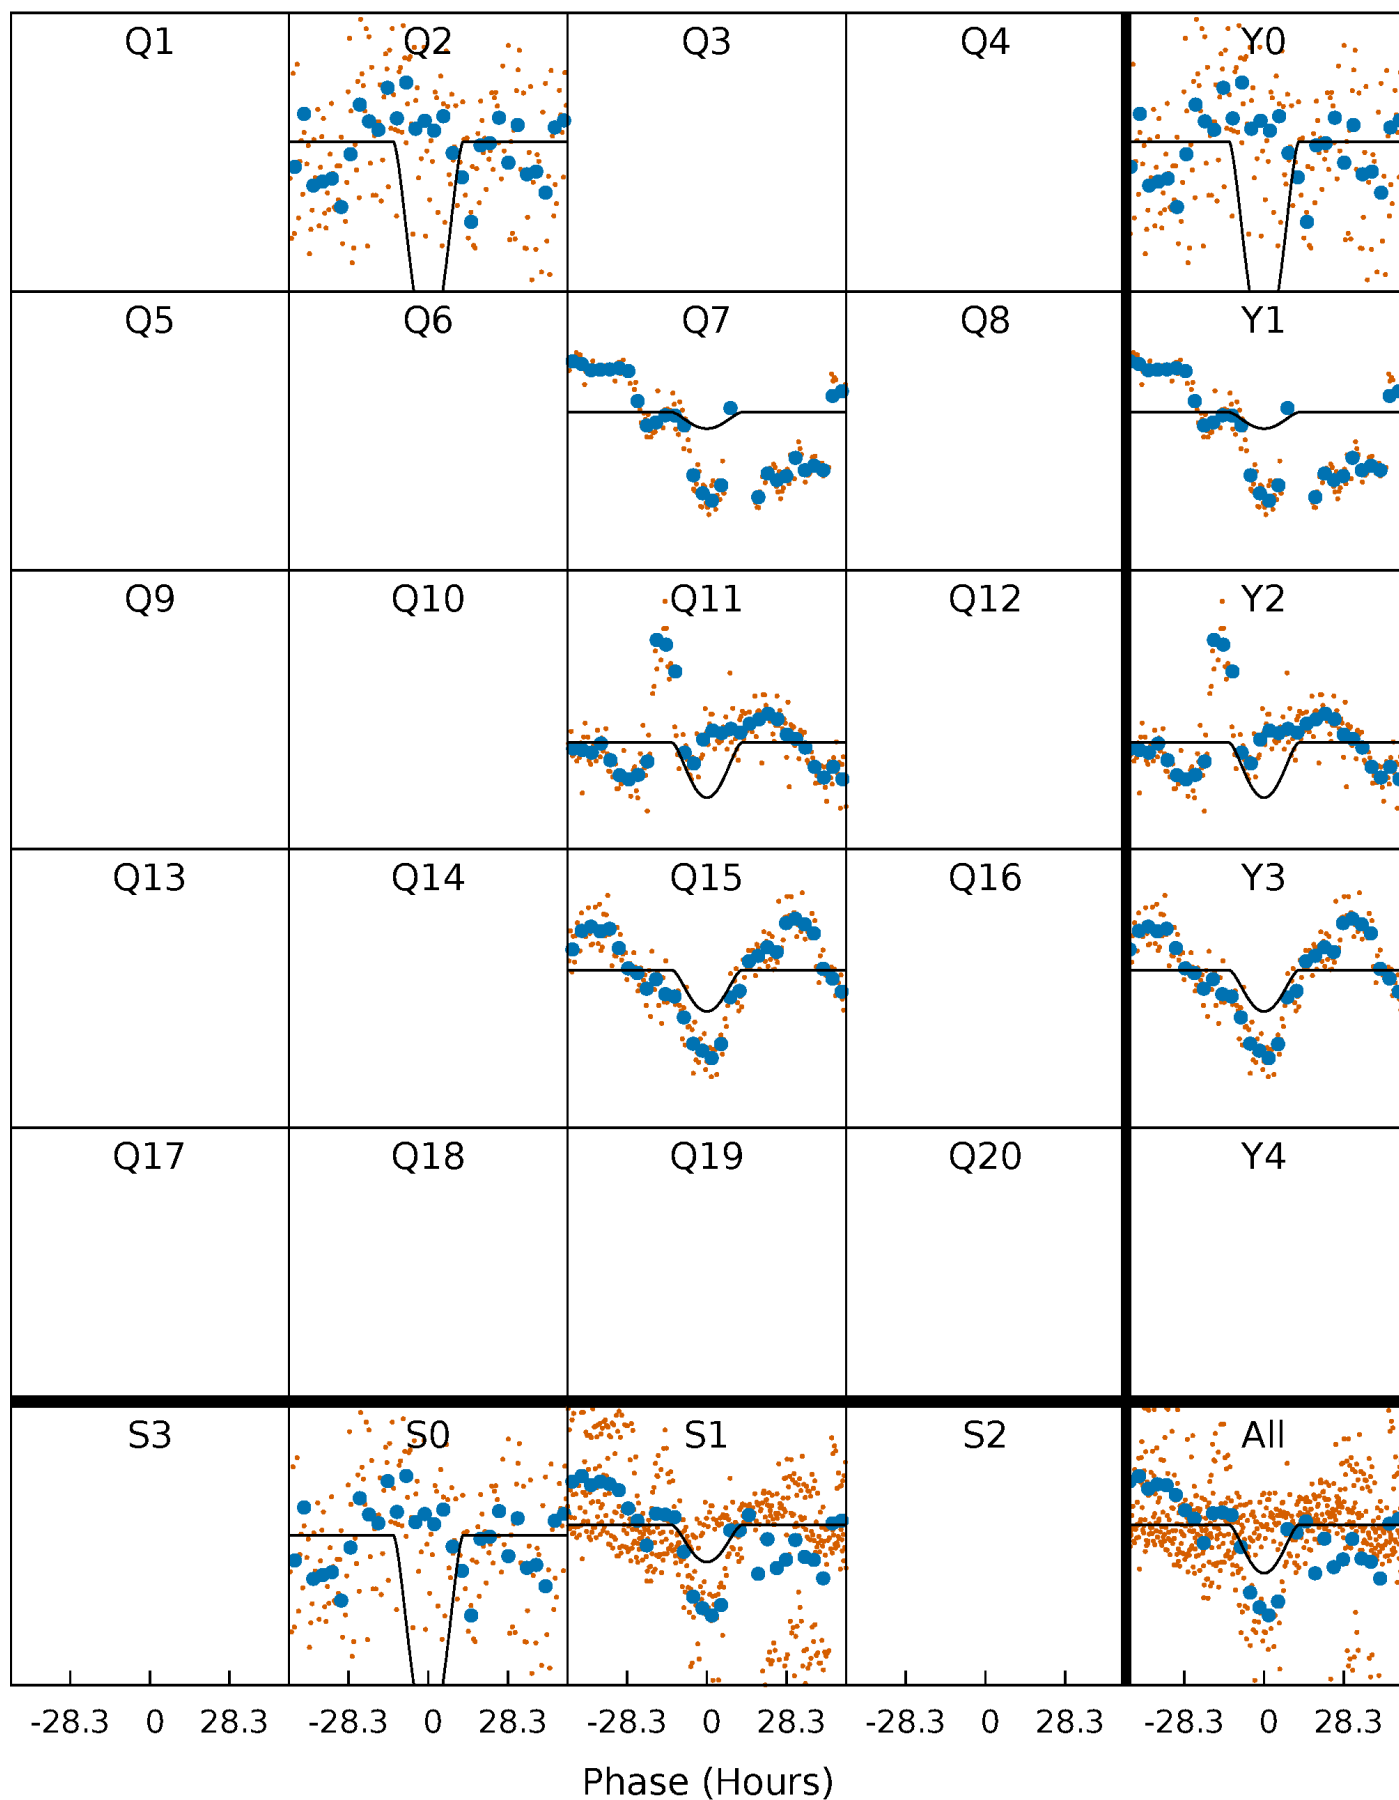 Q1 Q2 Q3 Q4 Y0
Q5 Q6 Q7 Q8 Y1
Q9 Q10 Q11 Q12 Y2
Q13 Q14 Q15 Q16 Y3
Q17 Q18 Q19 Q20 Y4
S3 S0 S1 S2 All
-28.3 0 28.3 -28.3 0 28.3 -28.3 0 28.3 -28.3 0 28.3 -28.3 0 28.3
Phase (Hours)